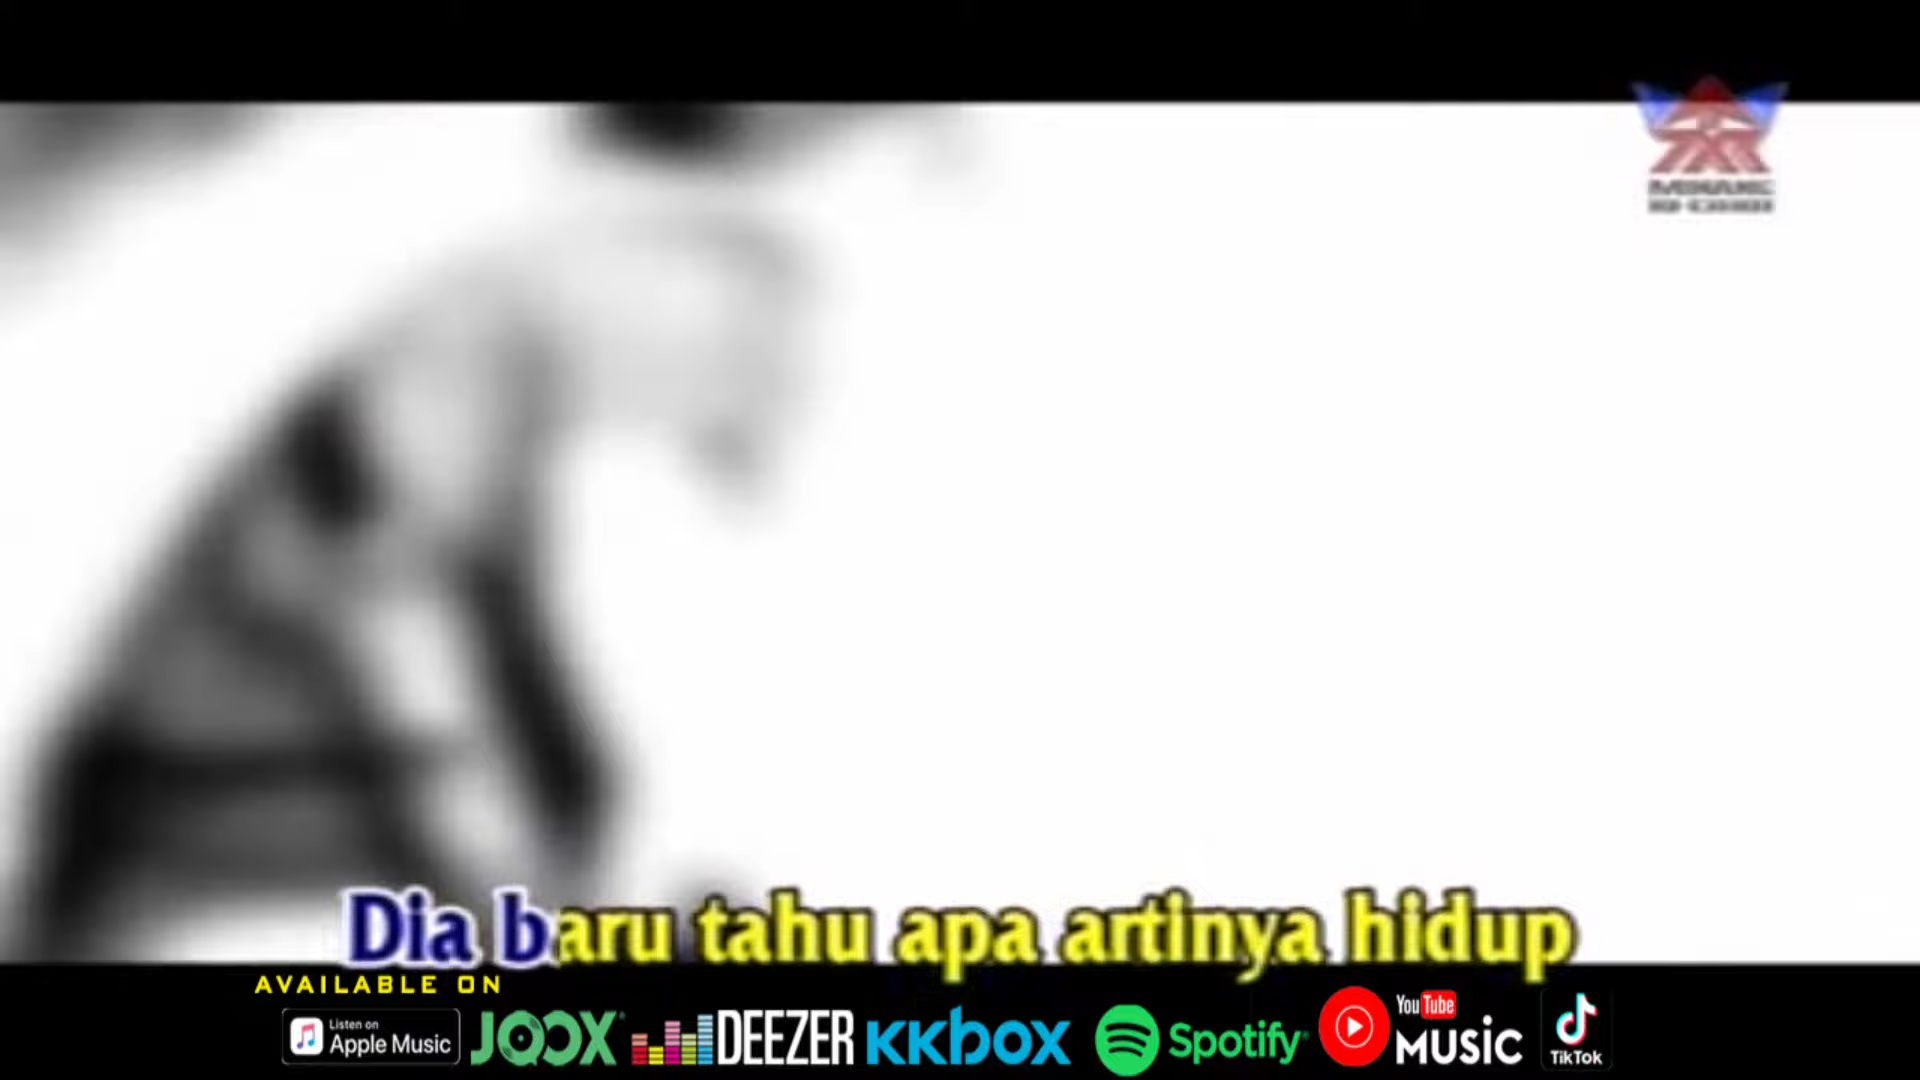 Dia baru tahu apa artinya hidup
AVAILABLE ON
Listen on
Apple Music
JOOX
DEEZER
KKBOX
Spotify
YouTube
MUSIC
TikTok